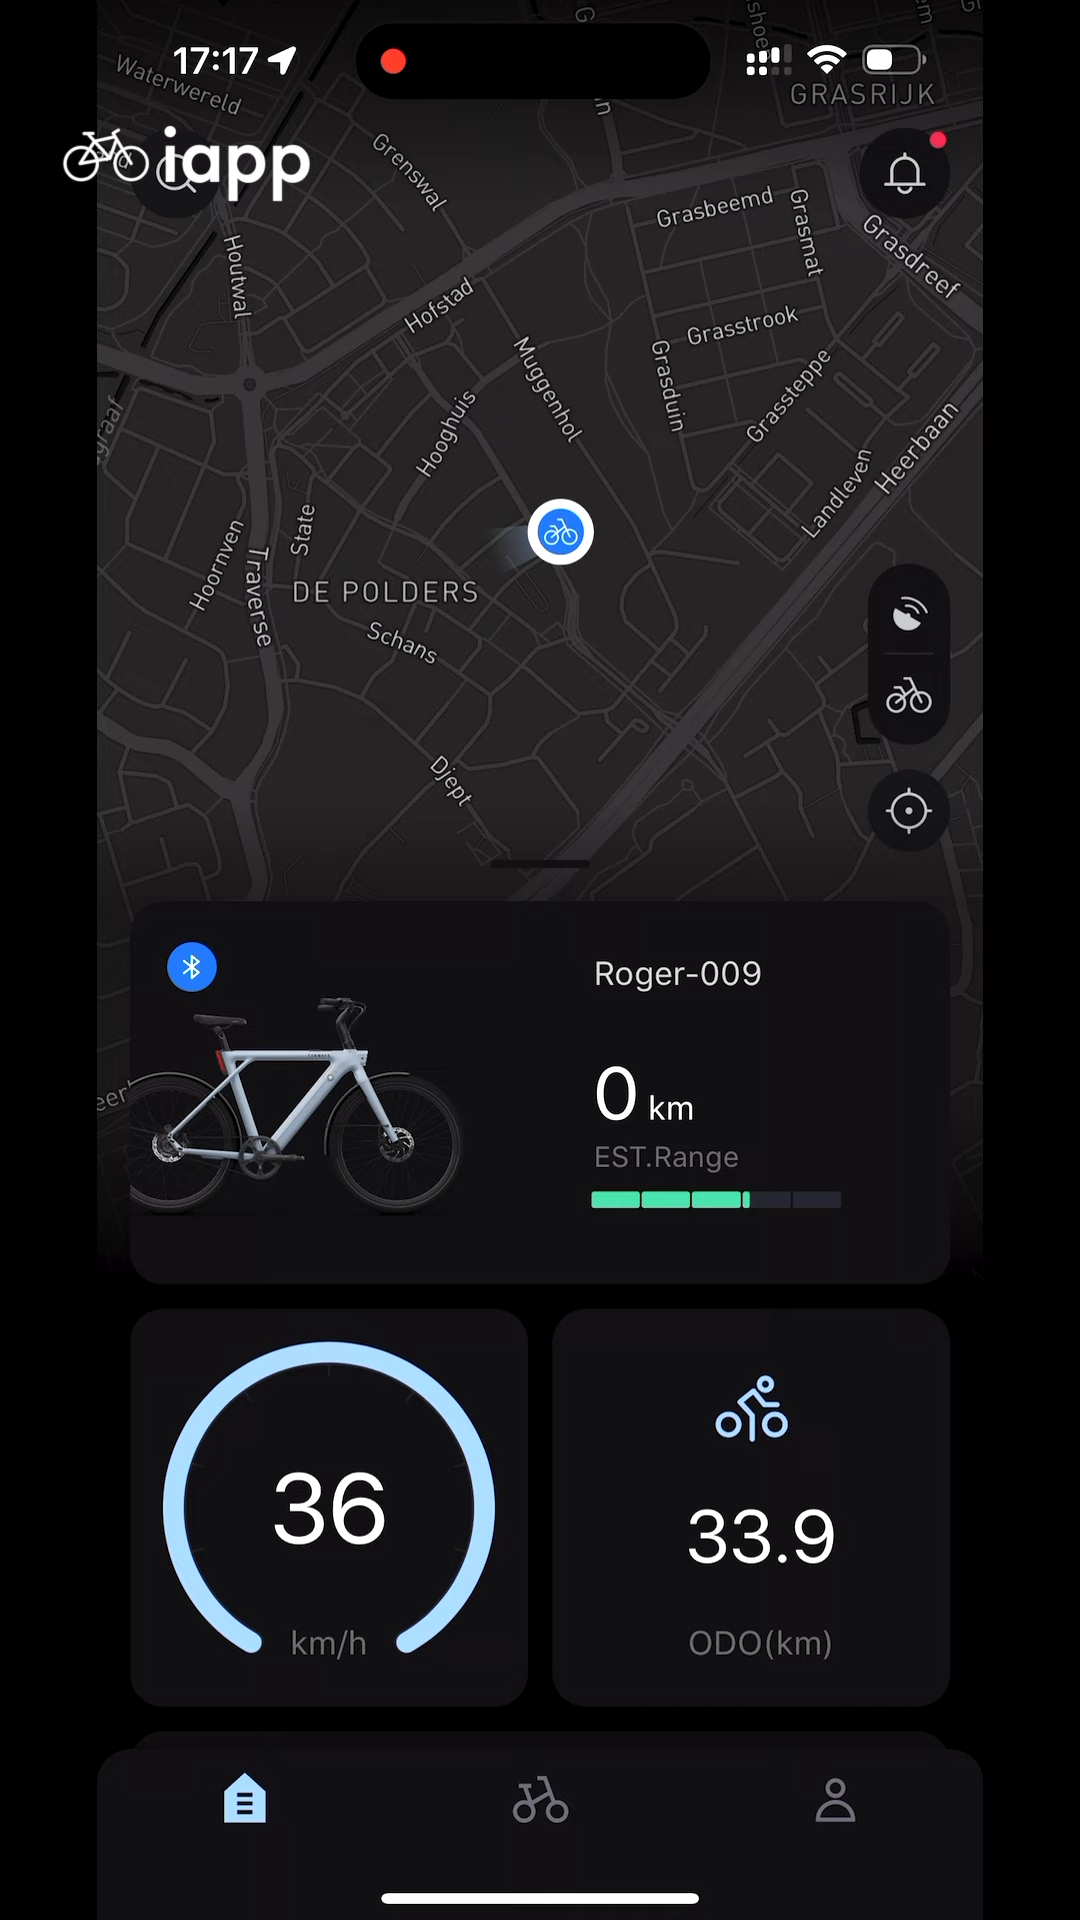 17:17
GRASRIJK
Waterwereld
iapp
Grenswal
Grasbeemd
Grasmat
Grasdreef
Houtwal
Hofstad
Grasstrook
Muggenhol
Grasduin
Grassteppe
Hooghuis
Heerbaan
Landleven
State
Hoornven
Traverse
DE POLDERS
Schans
Djept
Roger-009
0 km
EST.Range
36
km/h
33.9
ODO(km)